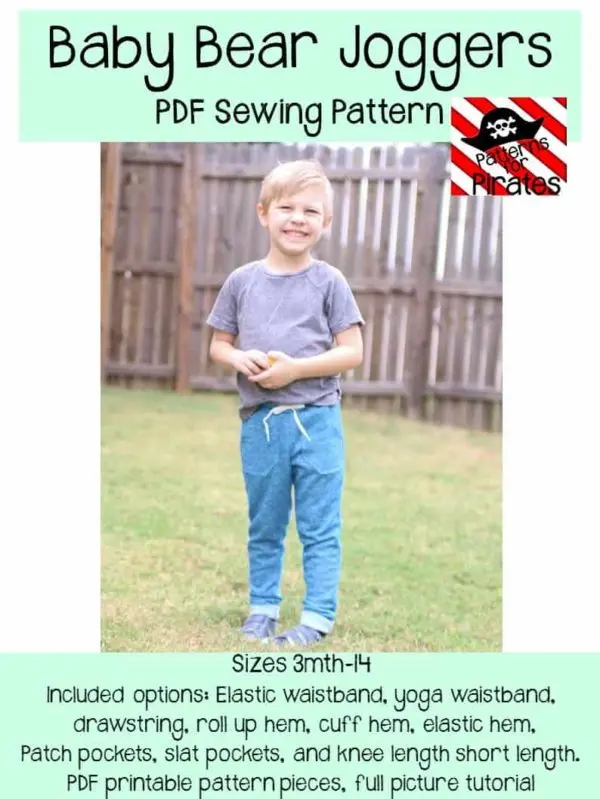 Baby Bear Joggers
PDF Sewing Pattern
Patterns
for
Pirates
Sizes 3mth-14
Included options: Elastic waistband, yoga waistband,
drawstring, roll up hem, cuff hem, elastic hem,
Patch pockets, slat pockets, and knee length short length.
PDF printable pattern pieces, full picture tutorial